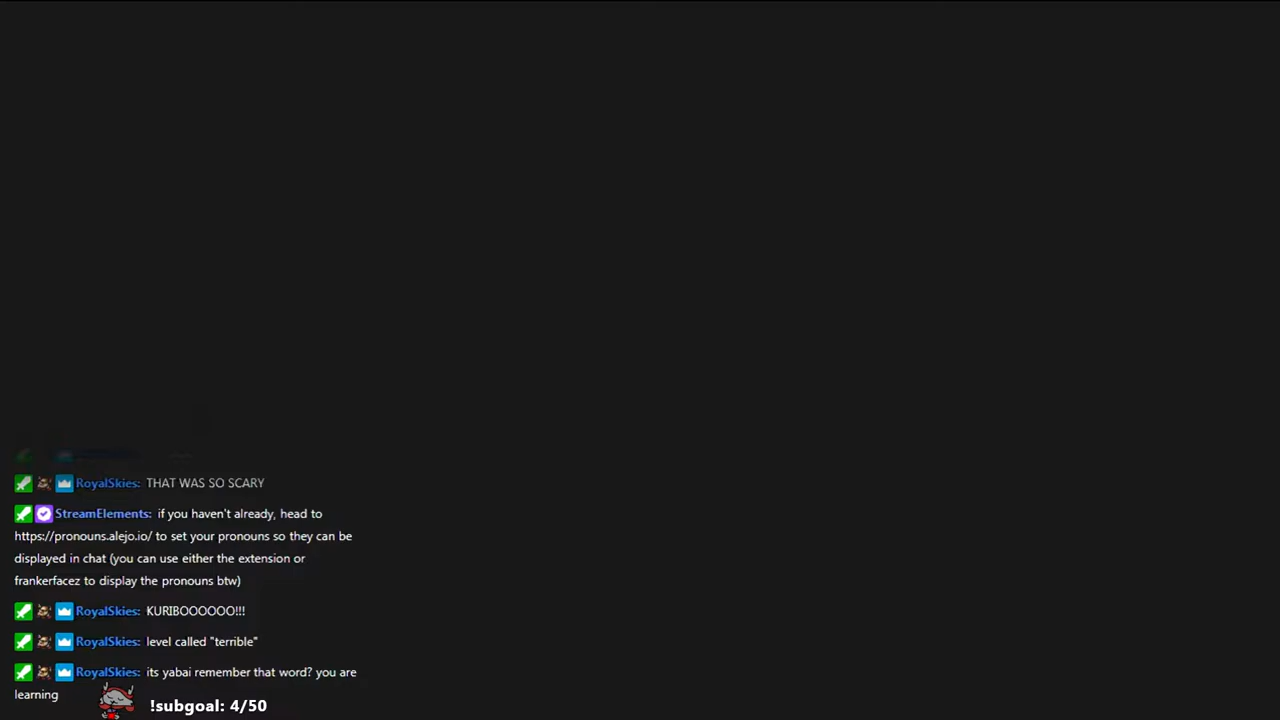 RoyalSkies: THAT WAS SO SCARY
StreamElements: if you haven't already, head to
https://pronouns.alejo.io/ to set your pronouns so they can be
displayed in chat (you can use either the extension or
frankerfacez to display the pronouns btw)
RoyalSkies: KURIBOOOOOO!!!
RoyalSkies: level called "terrible"
RoyalSkies: its yabai remember that word? you are
learning
!subgoal: 4/50